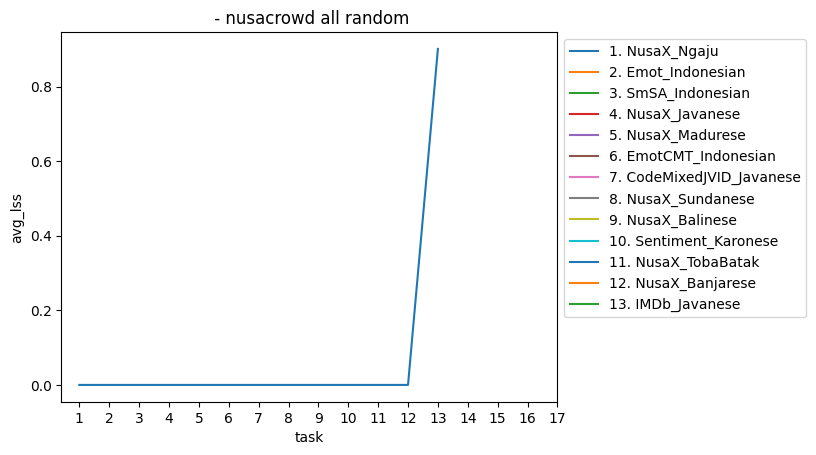 - nusacrowd all random
avg_lss
0.8
0.6
0.4
0.2
0.0
1 2 3 4 5 6 7 8 9 10 11 12 13 14 15 16 17
task
1. NusaX_Ngaju
2. Emot_Indonesian
3. SmSA_Indonesian
4. NusaX_Javanese
5. NusaX_Madurese
6. EmotCMT_Indonesian
7. CodeMixedJVID_Javanese
8. NusaX_Sundanese
9. NusaX_Balinese
10. Sentiment_Karonese
11. NusaX_TobaBatak
12. NusaX_Banjarese
13. IMDb_Javanese